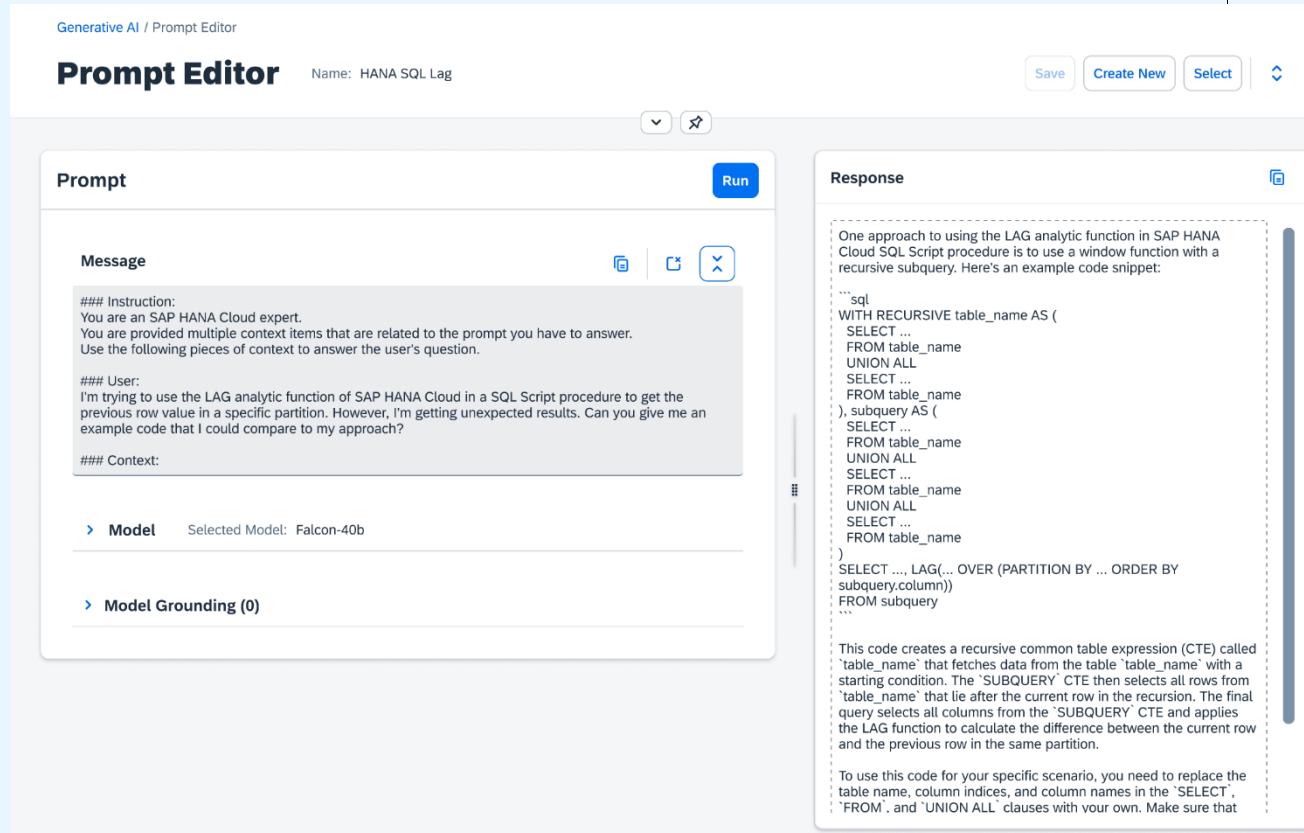 Generative AI / Prompt Editor
Prompt Editor
Name: HANA SQL Lag
Save
Create New
Select
Prompt
Run
Message
### Instruction:
You are an SAP HANA Cloud expert.
You are provided multiple context items that are related to the prompt you have to answer.
Use the following pieces of context to answer the user's question.
### User:
I'm trying to use the LAG analytic function of SAP HANA Cloud in a SQL Script procedure to get the
previous row value in a specific partition. However, I'm getting unexpected results. Can you give me an
example code that I could compare to my approach?
### Context:
Model
Selected Model: Falcon-40b
Model Grounding (0)
Response
One approach to using the LAG analytic function in SAP HANA
Cloud SQL Script procedure is to use a window function with a
recursive subquery. Here's an example code snippet:
```sql
WITH RECURSIVE table_name AS (
SELECT ...
FROM table_name
UNION ALL
SELECT ...
FROM table_name
), subquery AS (
SELECT ...
FROM table_name
UNION ALL
SELECT ...
FROM table_name
UNION ALL
SELECT ...
FROM table_name
)
SELECT ..., LAG(... OVER (PARTITION BY ... ORDER BY
subquery.column))
FROM subquery
```
This code creates a recursive common table expression (CTE) called
`table_name` that fetches data from the table `table_name` with a
starting condition. The `SUBQUERY` CTE then selects all rows from
`table_name` that lie after the current row in the recursion. The final
query selects all columns from the `SUBQUERY` CTE and applies
the LAG function to calculate the difference between the current row
and the previous row in the same partition.
To use this code for your specific scenario, you need to replace the
table name, column indices, and column names in the `SELECT`,
`FROM`, and `UNION ALL` clauses with your own. Make sure that